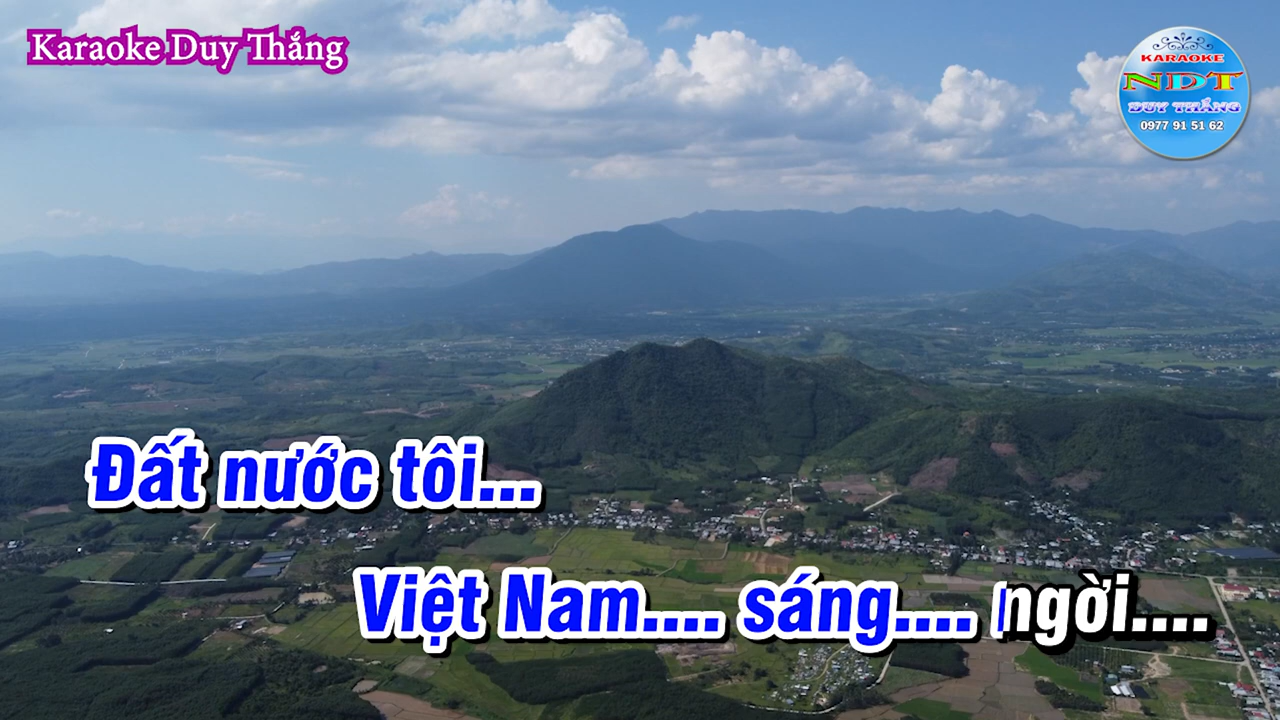 Karaoke Duy Thắng
KARAOKE
NDT
DUY THẮNG
0977 91 51 62
Đất nước tôi...
Việt Nam.... sáng.... ngời....